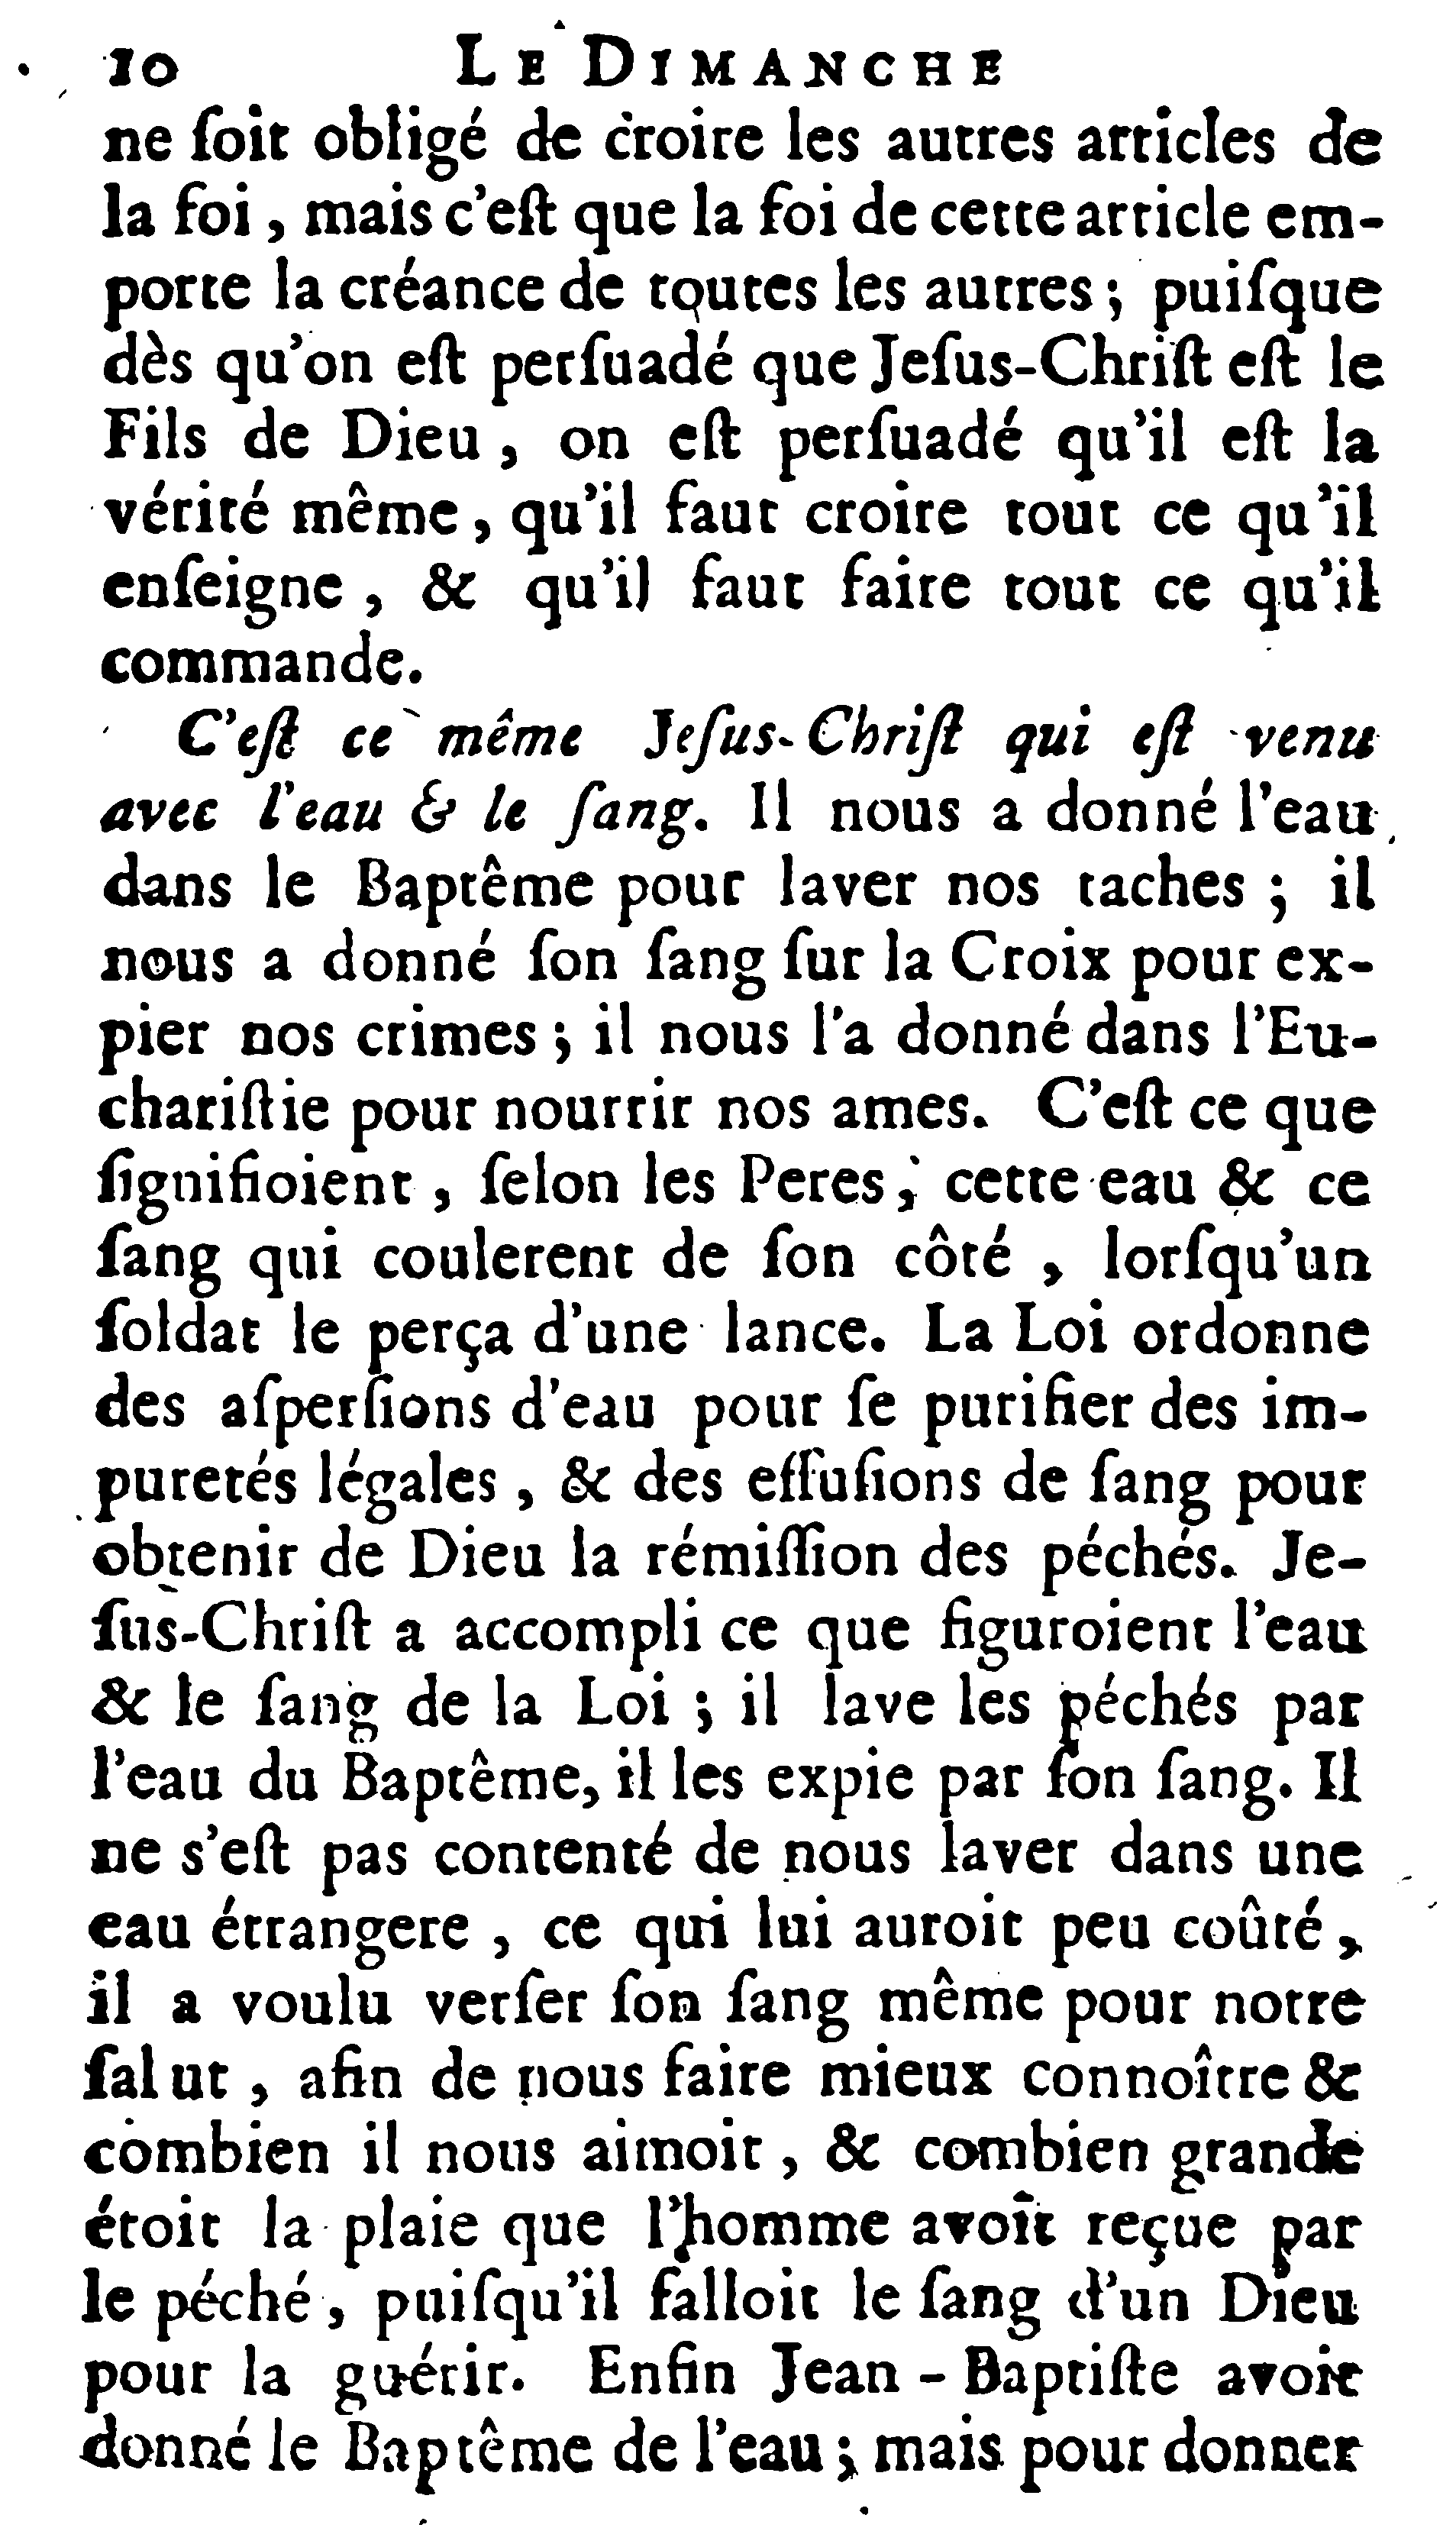 10 LE DIMANCHE
ne ſoit obligé de croire les autres articles de
la foi, mais c'eſt que la foi de cette article em-
porte la créance de toutes les autres ; puiſque
dès qu'on eſt perſuadé que Jeſus-Chriſt eſt le
Fils de Dieu, on eſt perſuadé qu'il eſt la
vérité même, qu'il faut croire tout ce qu'il
enſeigne, & qu'il faut faire tout ce qu'il
commande.
C'eſt ce même Jeſus-Chriſt qui eſt venu
avec l'eau & le ſang. Il nous a donné l'eau
dans le Baptême pour laver nos taches ; il
nous a donné ſon ſang ſur la Croix pour ex-
pier nos crimes ; il nous l'a donné dans l'Eu-
chariſtie pour nourrir nos ames. C'eſt ce que
ſignifioient, ſelon les Peres, cette eau & ce
ſang qui coulerent de ſon côté, lorſqu'un
ſoldat le perça d'une lance. La Loi ordonne
des aſperſions d'eau pour ſe purifier des im-
puretés légales, & des effuſions de ſang pour
obtenir de Dieu la rémiſſion des péchés. Je-
ſus-Chriſt a accompli ce que figuroient l'eau
& le ſang de la Loi ; il lave les péchés par
l'eau du Baptême, il les expie par ſon ſang. Il
ne s'eſt pas contenté de nous laver dans une
eau étrangere, ce qui lui auroit peu coûté,
il a voulu verſer ſon ſang même pour notre
ſalut, afin de nous faire mieux connoître &
combien il nous aimoit, & combien grande
étoit la plaie que l'homme avoit reçue par
le péché, puiſqu'il falloit le ſang d'un Dieu
pour la guérir. Enfin Jean-Baptiſte avoit
donné le Baptême de l'eau ; mais pour donner